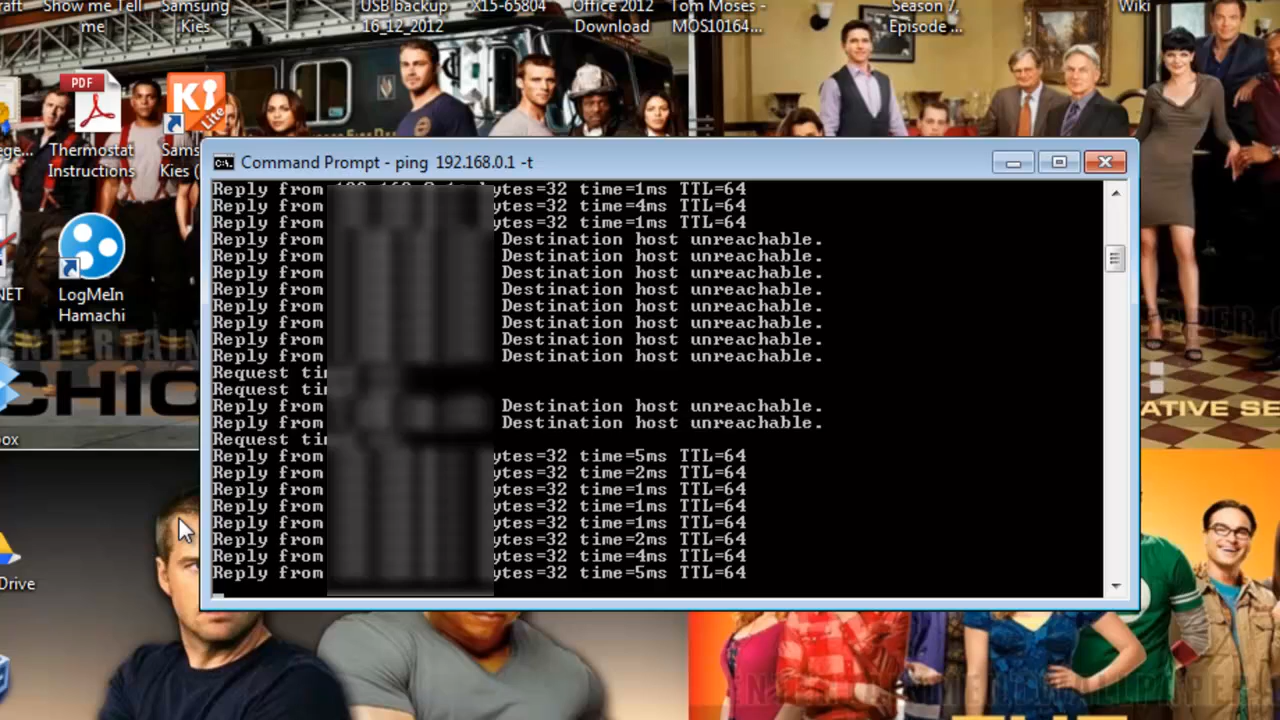 Show me Tell
me
Samsung
Kies
USB backup
16_12_2012
X15-65804
Office 2012
Download
Tom Moses -
MOS10164...
Season 7,
Episode ...
Wiki
PDF
Ki
Lite
Thermostat
Instructions
LogMeIn
Hamachi
Drive
Command Prompt - ping 192.168.0.1 -t
Reply from ytes=32 time=1ms TTL=64
Reply from ytes=32 time=4ms TTL=64
Reply from ytes=32 time=1ms TTL=64
Reply from Destination host unreachable.
Reply from Destination host unreachable.
Reply from Destination host unreachable.
Reply from Destination host unreachable.
Reply from Destination host unreachable.
Reply from Destination host unreachable.
Reply from Destination host unreachable.
Reply from Destination host unreachable.
Request ti
Request ti
Reply from Destination host unreachable.
Reply from Destination host unreachable.
Request ti
Reply from ytes=32 time=5ms TTL=64
Reply from ytes=32 time=2ms TTL=64
Reply from ytes=32 time=1ms TTL=64
Reply from ytes=32 time=1ms TTL=64
Reply from ytes=32 time=1ms TTL=64
Reply from ytes=32 time=2ms TTL=64
Reply from ytes=32 time=4ms TTL=64
Reply from ytes=32 time=5ms TTL=64
CHIC
ATIVE SE